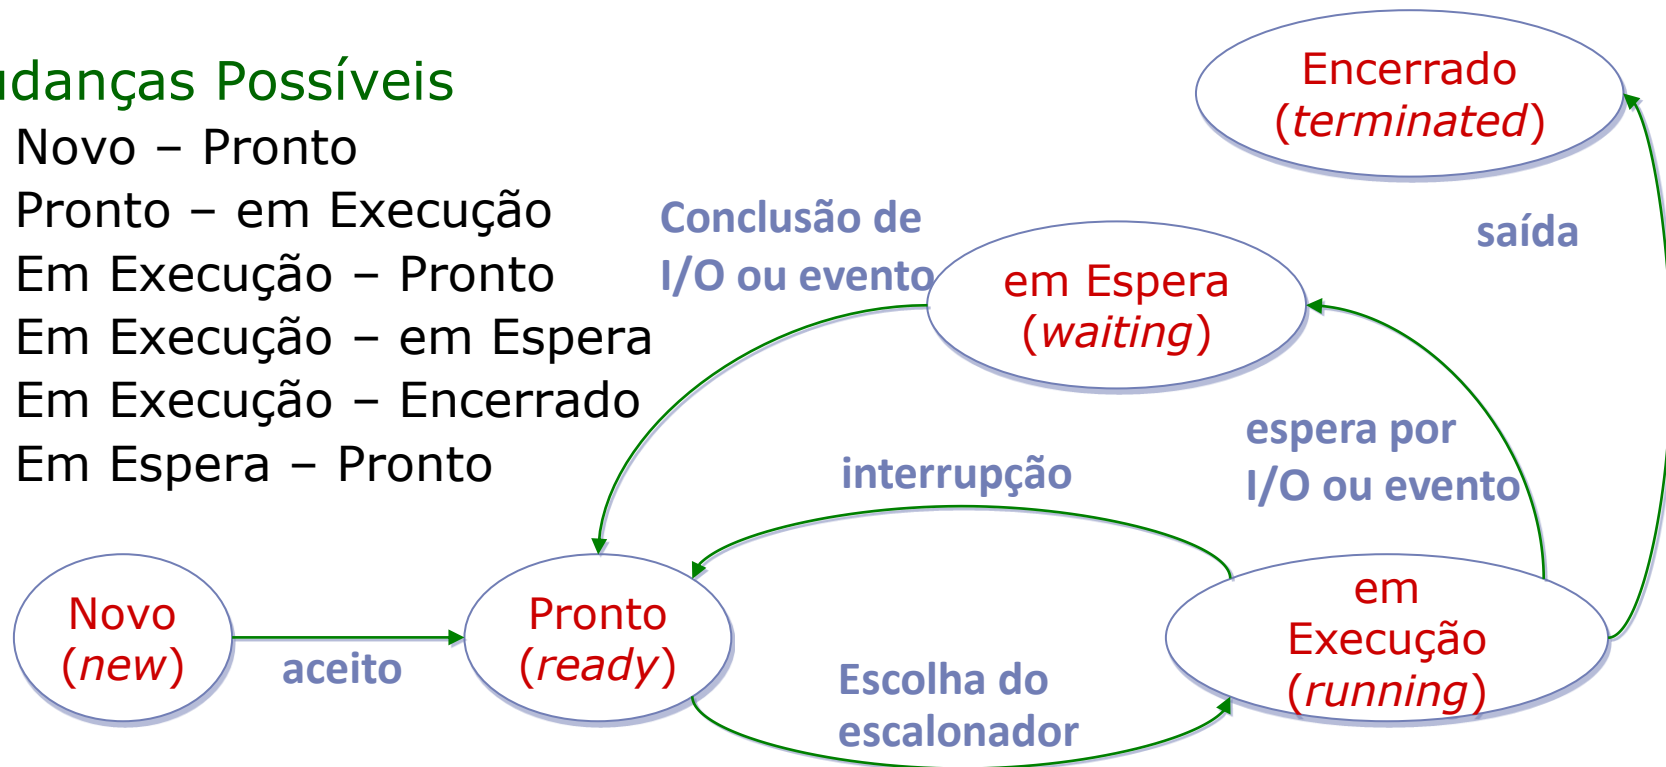 udanças Possíveis
Novo – Pronto
Pronto – em Execução
Em Execução – Pronto
Em Execução – em Espera
Em Execução – Encerrado
Em Espera – Pronto
Encerrado
(terminated)
saída
Conclusão de
I/O ou evento
em Espera
(waiting)
espera por
I/O ou evento
interrupção
Novo
(new)
aceito
Pronto
(ready)
Escolha do
escalonador
em
Execução
(running)